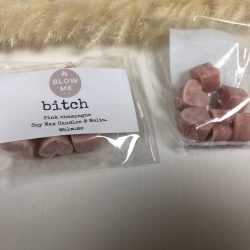 BLOW
ME
bitch
Pink champagne
Soy Wax Candles & Melts.
@blw.me